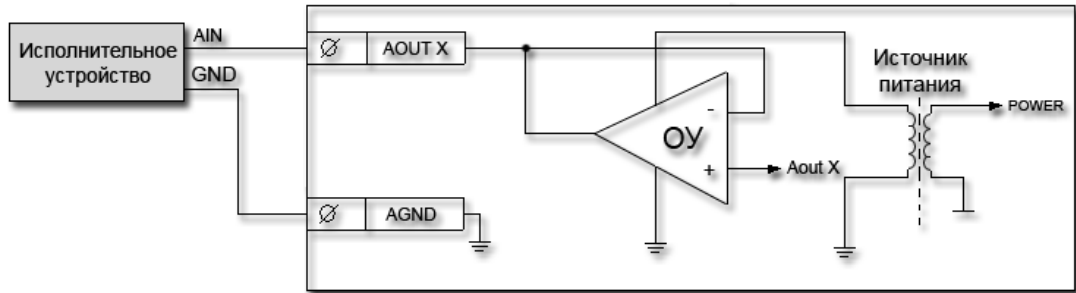 Исполнительное
устройство
AIN
GND
AOUT X
AGND
ОУ
-
+
Aout X
Источник
питания
POWER